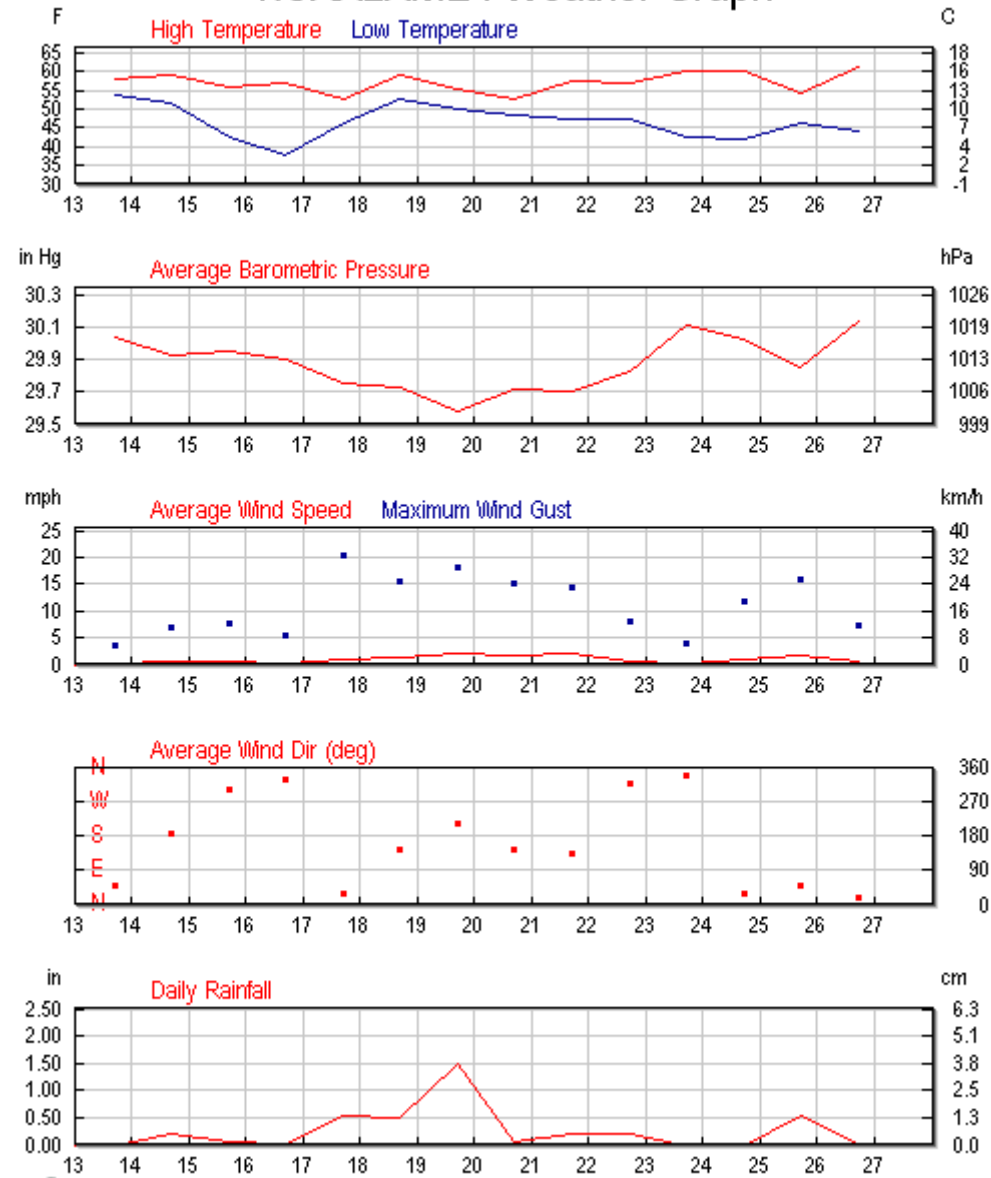 Weather Graph
F C
High Temperature Low Temperature
65 18
60 16
55 13
50 10
45 7
40 4
35 2
30 -1
13 14 15 16 17 18 19 20 21 22 23 24 25 26 27
in Hg hPa
Average Barometric Pressure
30.3 1026
30.1 1019
29.9 1013
29.7 1006
29.5 999
13 14 15 16 17 18 19 20 21 22 23 24 25 26 27
mph km/h
Average Wind Speed Maximum Wind Gust
25 40
20 32
15 24
10 16
5 8
0 0
13 14 15 16 17 18 19 20 21 22 23 24 25 26 27
Average Wind Dir (deg)
N 360
W 270
S 180
E 90
N 0
13 14 15 16 17 18 19 20 21 22 23 24 25 26 27
in cm
Daily Rainfall
2.50 6.3
2.00 5.1
1.50 3.8
1.00 2.5
0.50 1.3
0.00 0.0
13 14 15 16 17 18 19 20 21 22 23 24 25 26 27